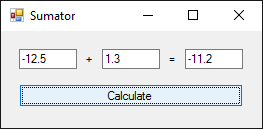 Sumator
-12.5 + 1.3 = -11.2
Calculate